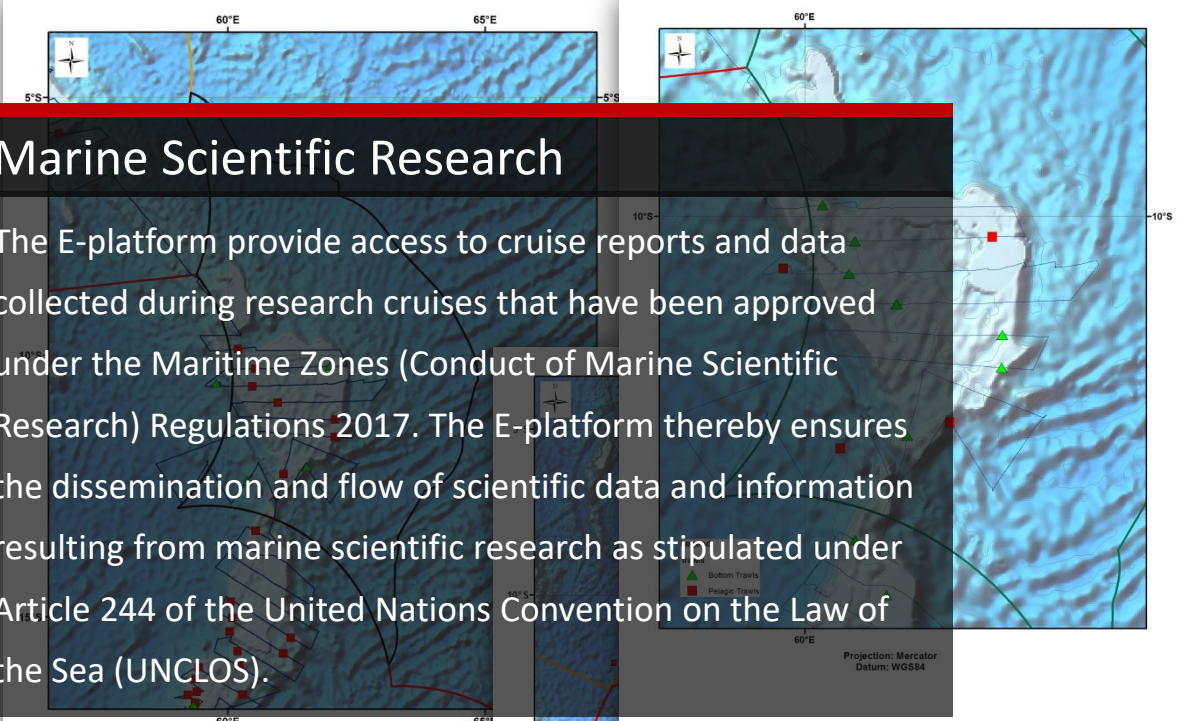 60°E
65°E
60°E
N
N
5°S
5°S
Marine Scientific Research
The E-platform provide access to cruise reports and data
10°S
10°S
collected during research cruises that have been approved
under the Maritime Zones (Conduct of Marine Scientific
Research) Regulations 2017. The E-platform thereby ensures
the dissemination and flow of scientific data and information
resulting from marine scientific research as stipulated under
Bottom Trawls
Pelagic Trawls
10°S
Article 244 of the United Nations Convention on the Law of
the Sea (UNCLOS).
60°E
Projection: Mercator
Datum: WGS84
60°E
65°E